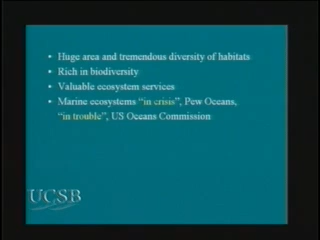 • Huge area and tremendous diversity of habitats
• Rich in biodiversity
• Valuable ecosystem services
• Marine ecosystems “in crisis”, Pew Oceans,
“in trouble”, US Oceans Commission
UCSB